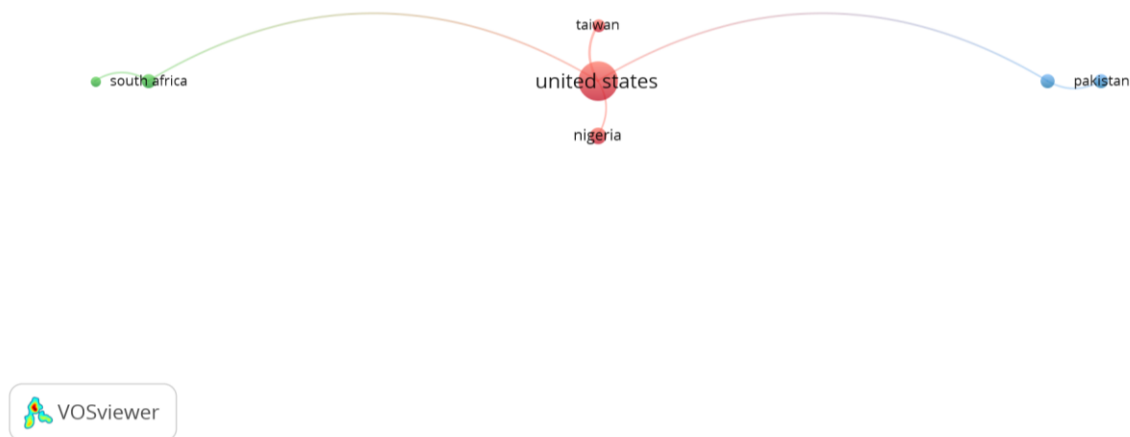 taiwan
south africa
united states
pakistan
nigeria
VOSviewer